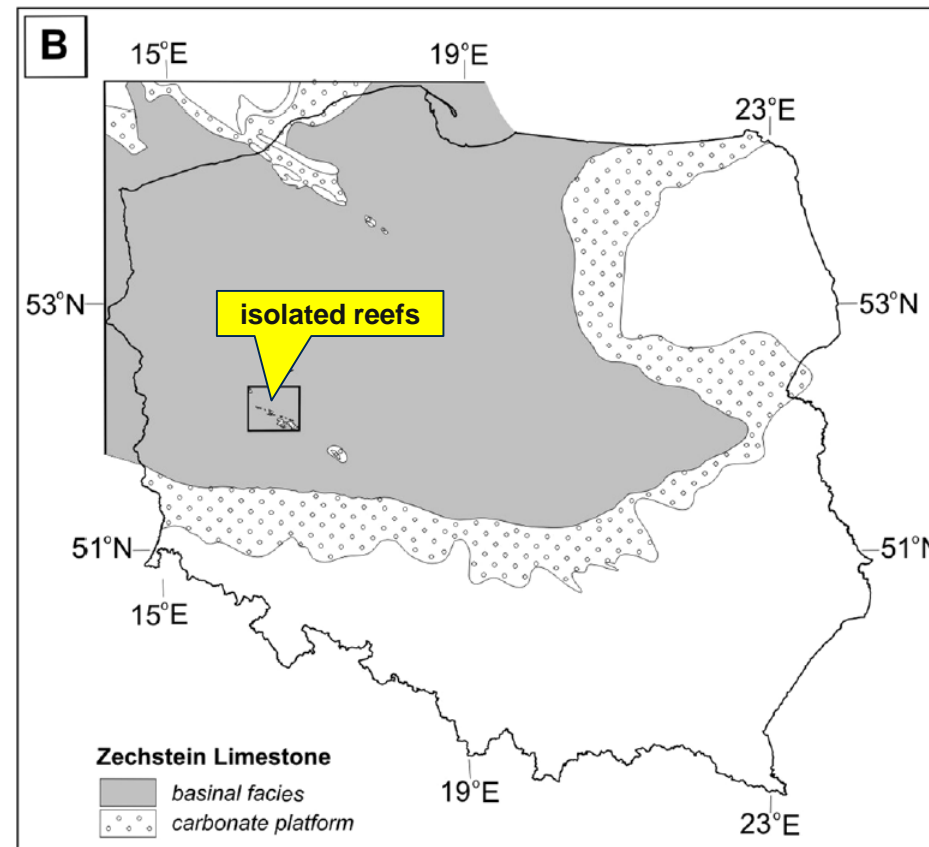 B
15°E
19°E
23°E
53°N
53°N
isolated reefs
51°N
51°N
15°E
19°E
23°E
Zechstein Limestone
basinal facies
carbonate platform